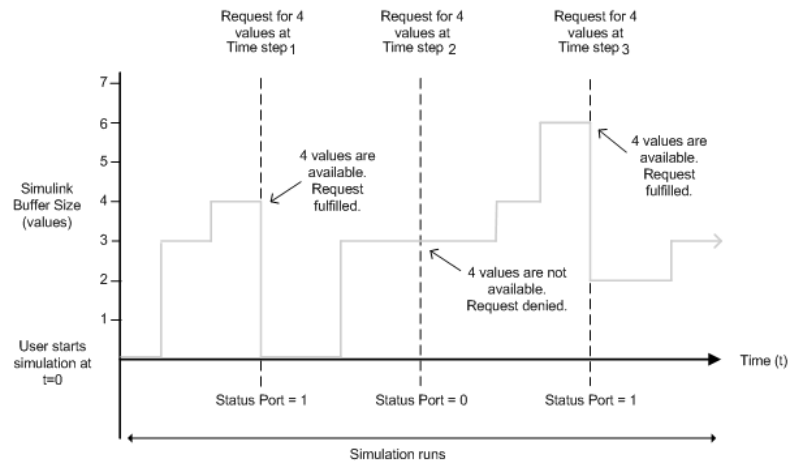 Request for 4
values at
Time step 1
Request for 4
values at
Time step 2
Request for 4
values at
Time step 3
7
6
5
4
3
2
1
Simulink
Buffer Size
(values)
4 values are
available.
Request
fulfilled.
4 values are not
available.
Request denied.
4 values are
available.
Request
fulfilled.
User starts
simulation at
t=0
Time (t)
Status Port = 1
Status Port = 0
Status Port = 1
Simulation runs